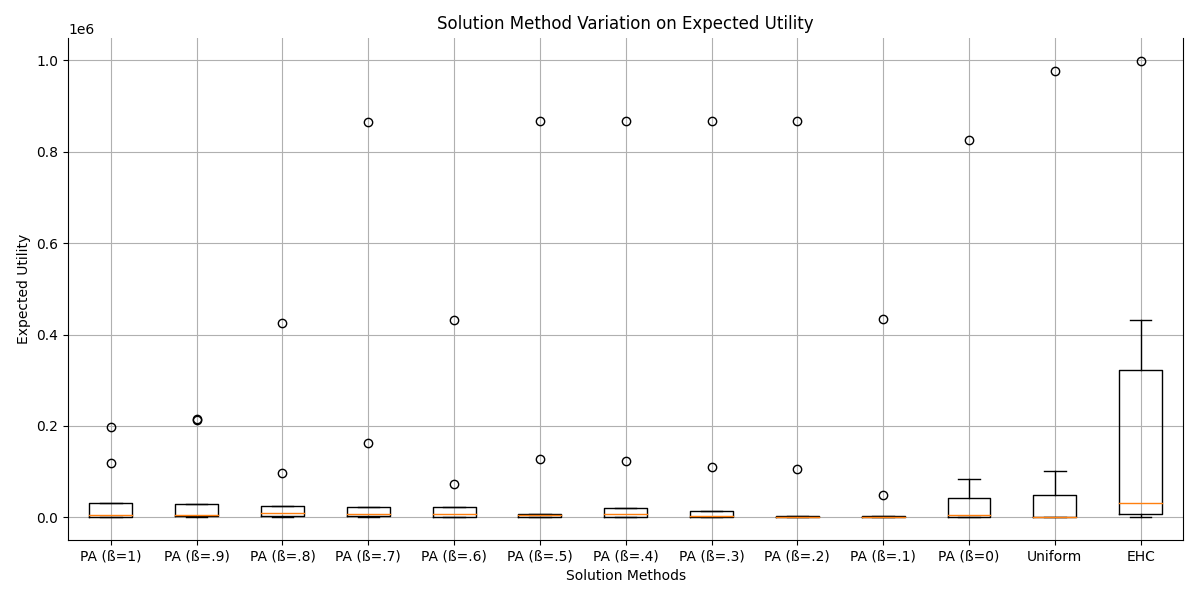 Solution Method Variation on Expected Utility
1e6
1.0
0.8
0.6
0.4
0.2
0.0
Expected Utility
PA (ß=1) PA (ß=.9) PA (ß=.8) PA (ß=.7) PA (ß=.6) PA (ß=.5) PA (ß=.4) PA (ß=.3) PA (ß=.2) PA (ß=.1) PA (ß=0) Uniform EHC
Solution Methods